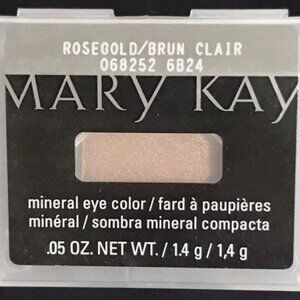 ROSEGOLD/BRUN CLAIR
068252 6B24
MARY KAY
mineral eye color / fard à paupières
minéral / sombra mineral compacta
.05 OZ. NET WT. / 1.4 g / 1,4 g